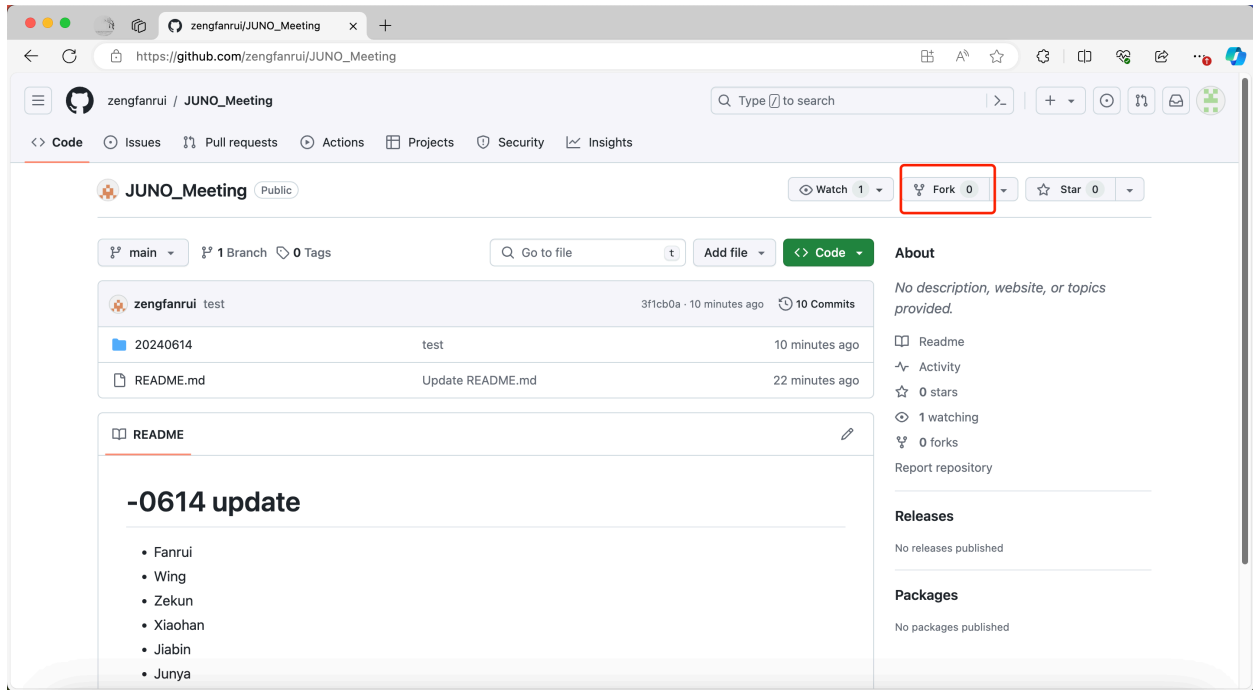 zengfanrui/JUNO_Meeting
https://github.com/zengfanrui/JUNO_Meeting
zengfanrui / JUNO_Meeting
Type / to search
Code Issues Pull requests Actions Projects Security Insights
JUNO_Meeting Public
Watch 1 Fork 0 Star 0
main 1 Branch 0 Tags Go to file t Add file Code
About
No description, website, or topics
provided.
zengfanrui test 3f1cb0a · 10 minutes ago 10 Commits
20240614 test 10 minutes ago
README.md Update README.md 22 minutes ago
Readme
Activity
0 stars
1 watching
0 forks
Report repository
README
-0614 update
• Fanrui
• Wing
• Zekun
• Xiaohan
• Jiabin
• Junya
Releases
No releases published
Packages
No packages published